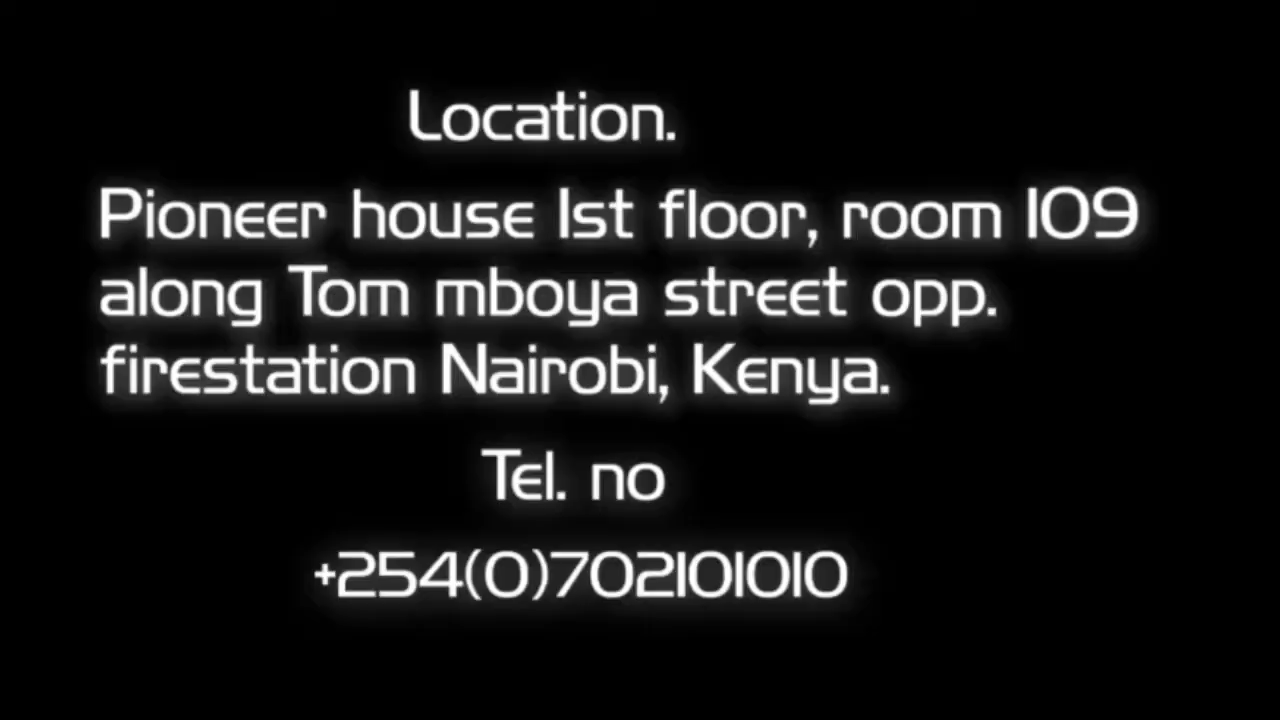 Location.
Pioneer house 1st floor, room 109
along Tom mboya street opp.
firestation Nairobi, Kenya.
Tel. no
+254(0)702101010